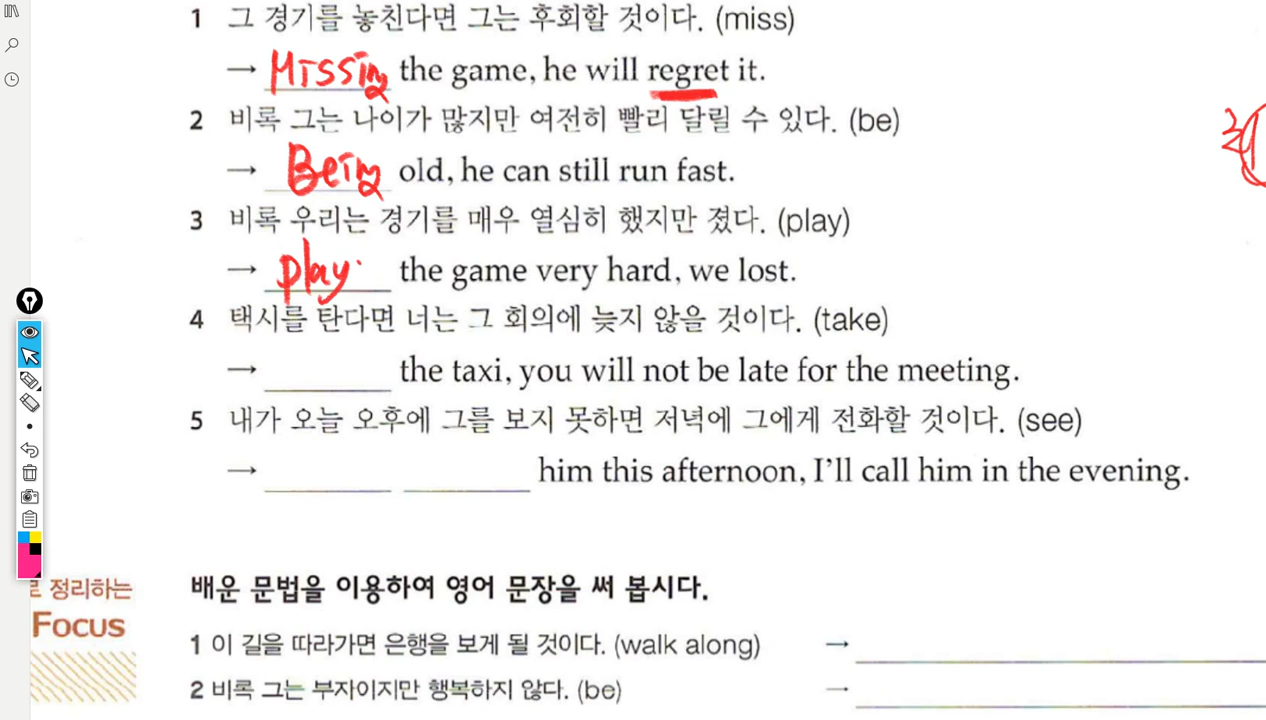 1 그 경기를 놓친다면 그는 후회할 것이다. (miss)
→ Missing the game, he will regret it.
2 비록 그는 나이가 많지만 여전히 빨리 달릴 수 있다. (be)
→ Being old, he can still run fast.
3 비록 우리는 경기를 매우 열심히 했지만 졌다. (play)
→ play the game very hard, we lost.
4 택시를 탄다면 너는 그 회의에 늦지 않을 것이다. (take)
→ the taxi, you will not be late for the meeting.
5 내가 오늘 오후에 그를 보지 못하면 저녁에 그에게 전화할 것이다. (see)
→ him this afternoon, I'll call him in the evening.
로 정리하는
Focus
배운 문법을 이용하여 영어 문장을 써 봅시다.
1 이 길을 따라가면 은행을 보게 될 것이다. (walk along) →
2 비록 그는 부자이지만 행복하지 않다. (be) →